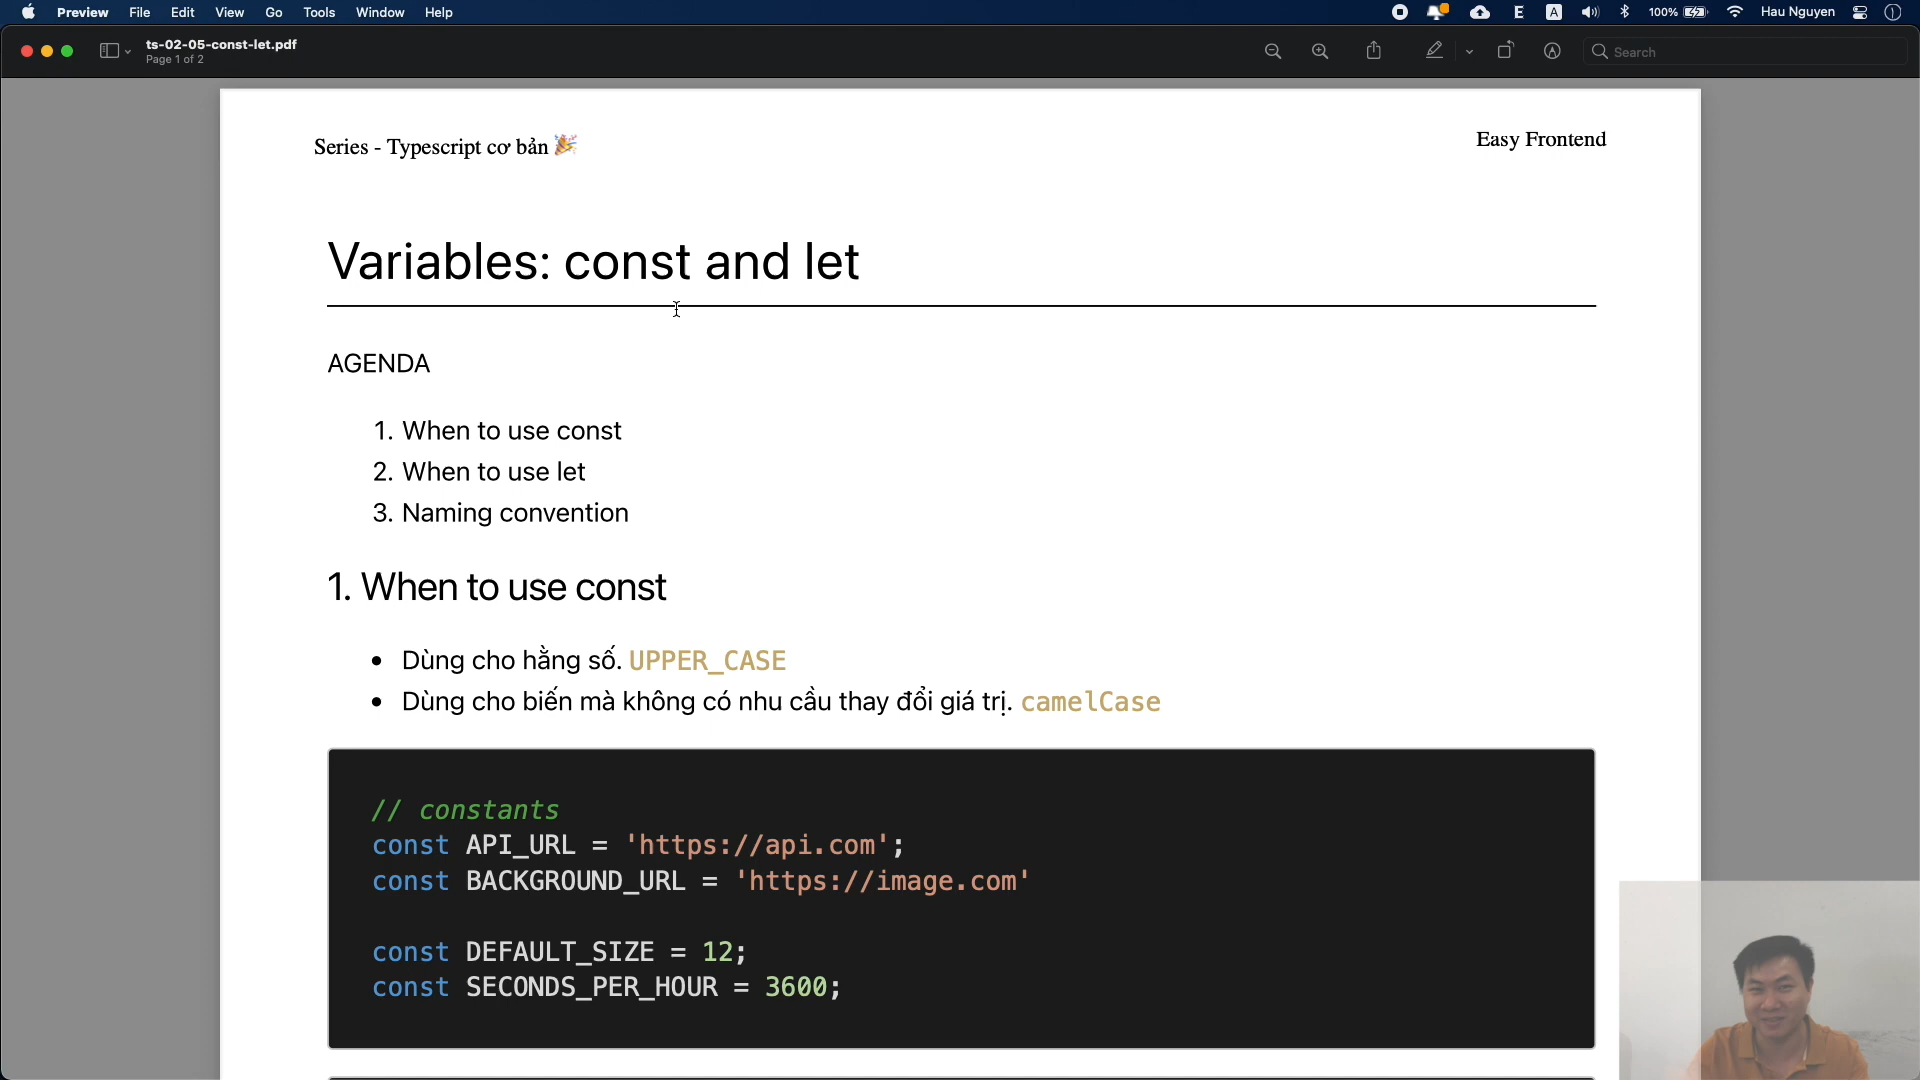 Preview File Edit View Go Tools Window Help
E A 100% Hau Nguyen
ts-02-05-const-let.pdf
Page 1 of 2
Search
Series - Typescript cơ bản 🎉 Easy Frontend
Variables: const and let
AGENDA
1. When to use const
2. When to use let
3. Naming convention
1. When to use const
• Dùng cho hằng số. UPPER_CASE
• Dùng cho biến mà không có nhu cầu thay đổi giá trị. camelCase
// constants
const API_URL = 'https://api.com';
const BACKGROUND_URL = 'https://image.com'
const DEFAULT_SIZE = 12;
const SECONDS_PER_HOUR = 3600;